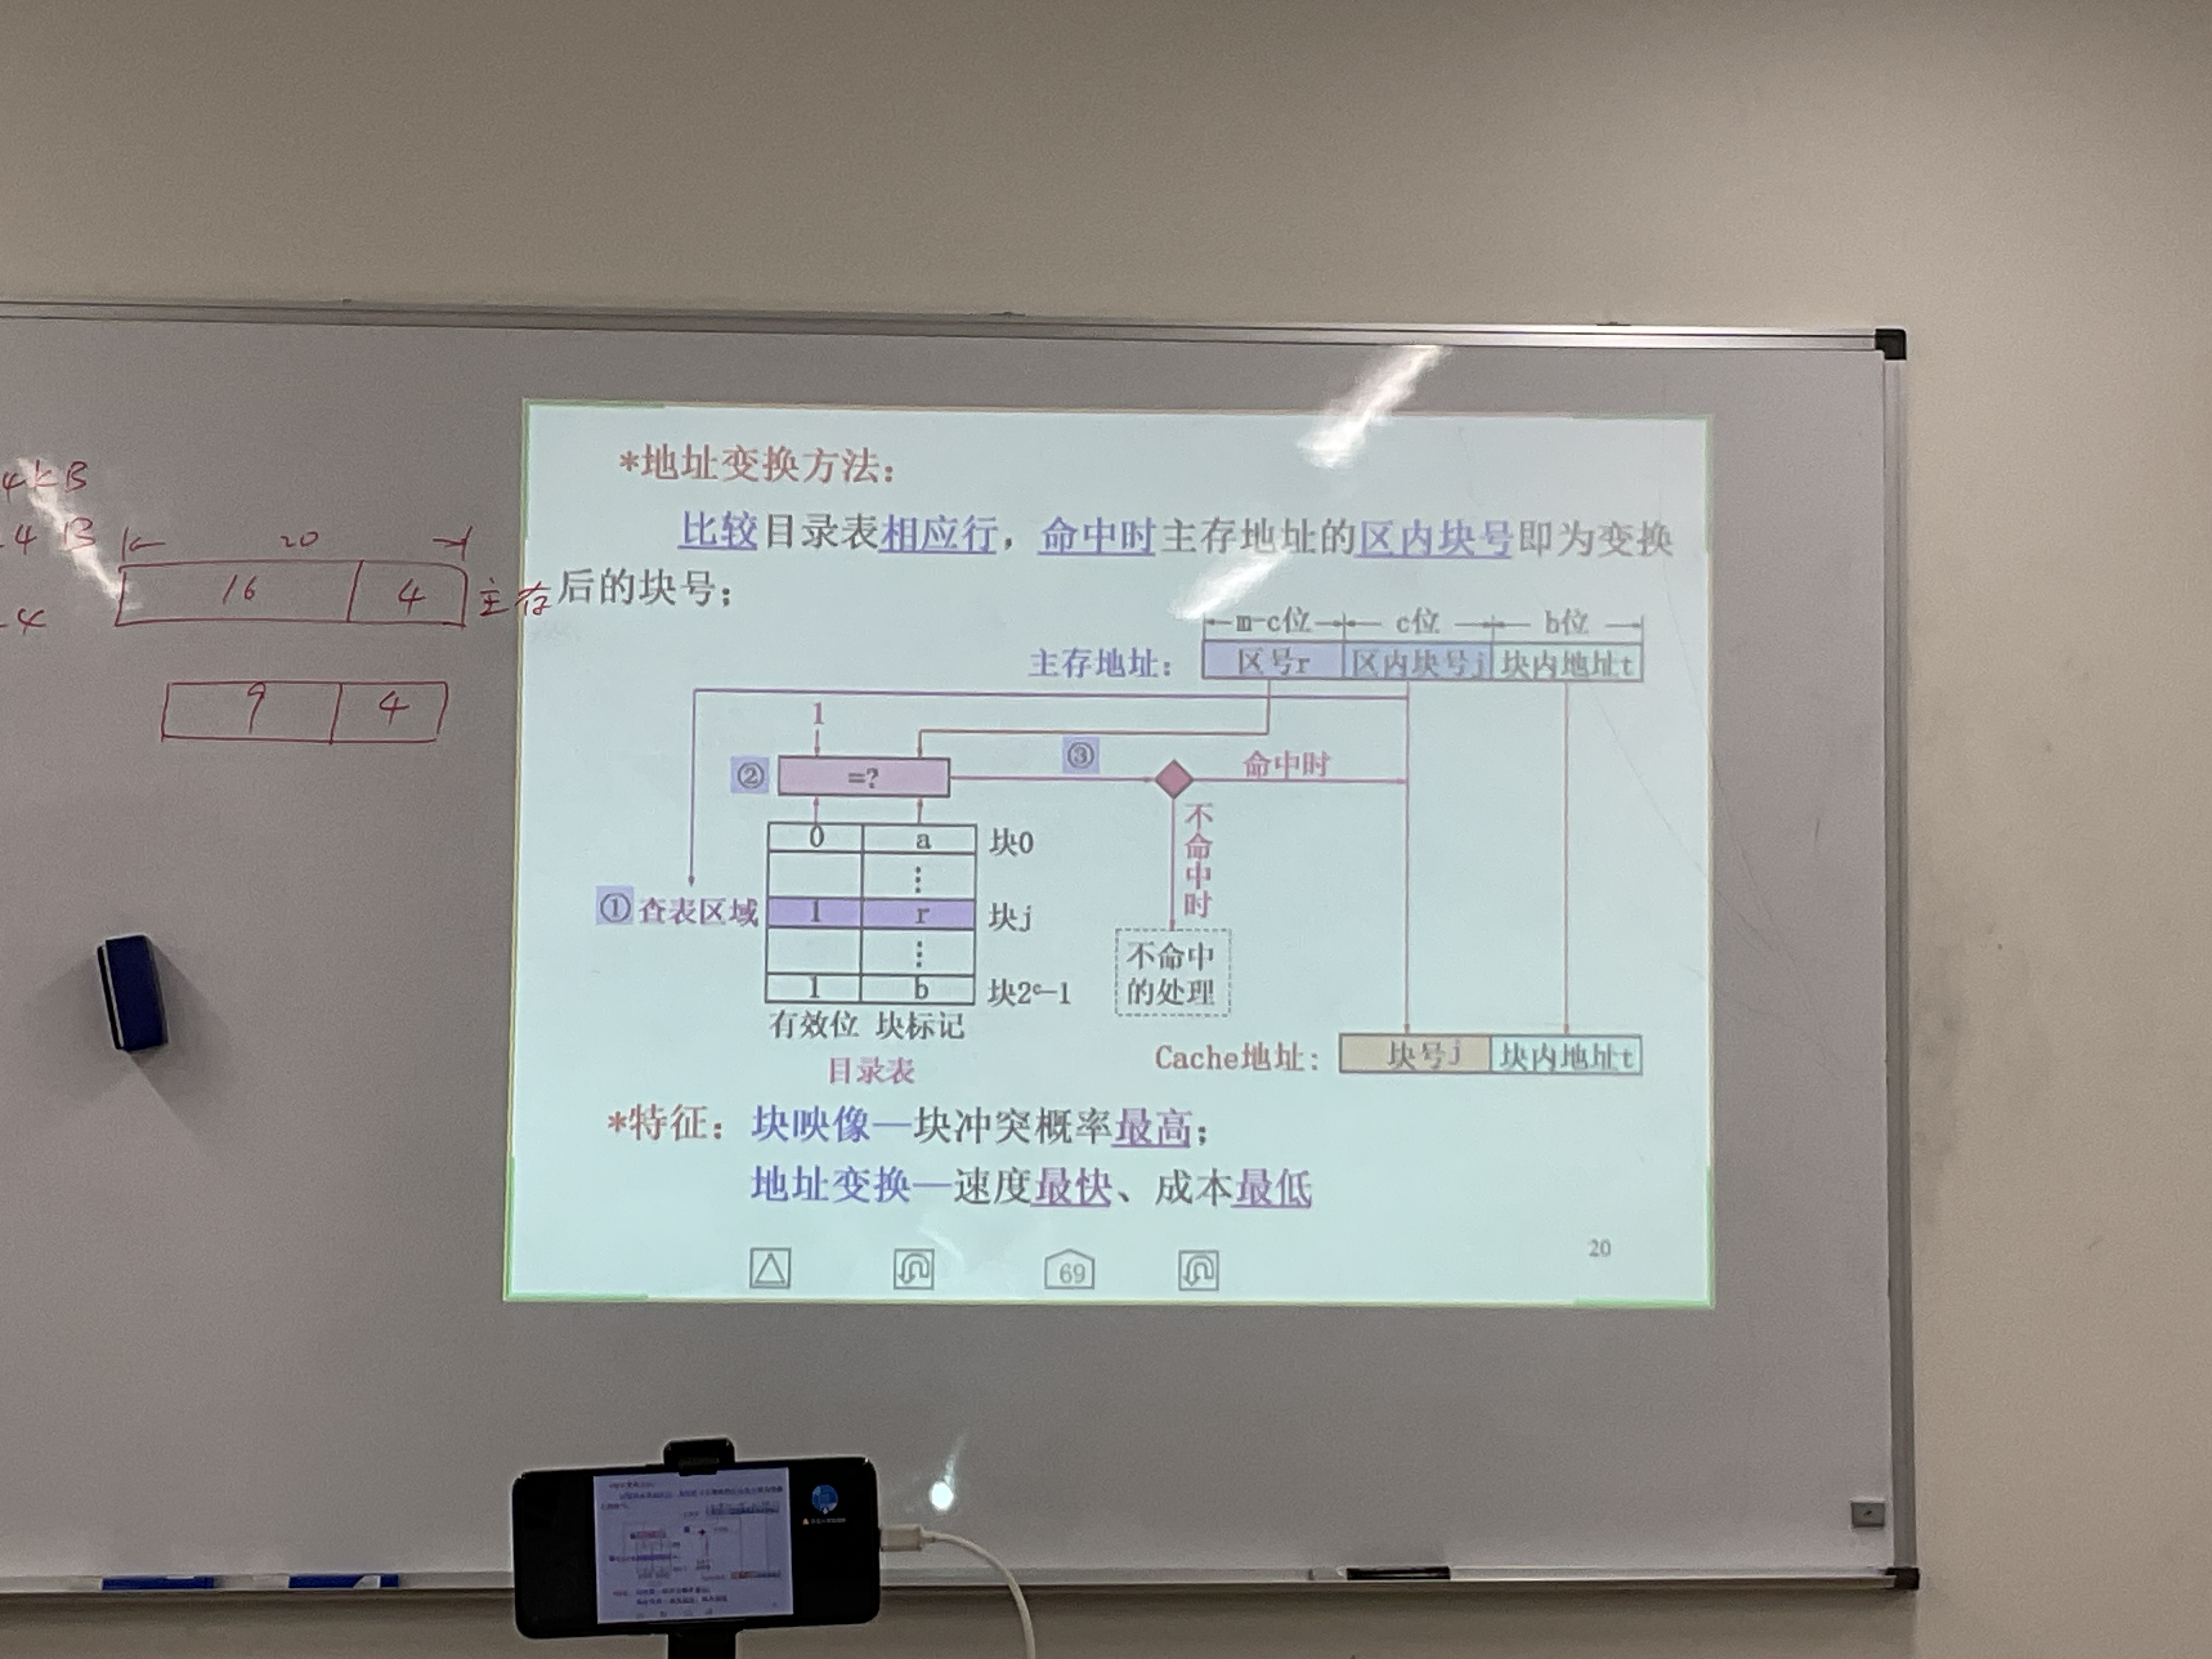 4kB
4B
20
16 4 主存
4
9 4
*地址变换方法：
比较目录表相应行，命中时主存地址的区内块号即为变换
后的块号；
m-c位 c位 b位
主存地址： 区号r 区内块号j 块内地址t
1
② =? ③ 命中时
不命中时
0 a 块0
⋮
① 查表区域 1 r 块j
⋮
1 b 块2ᶜ-1
有效位 块标记
目录表
不命中
的处理
Cache地址: 块号j 块内地址t
*特征：块映像—块冲突概率最高；
地址变换—速度最快、成本最低
69
20